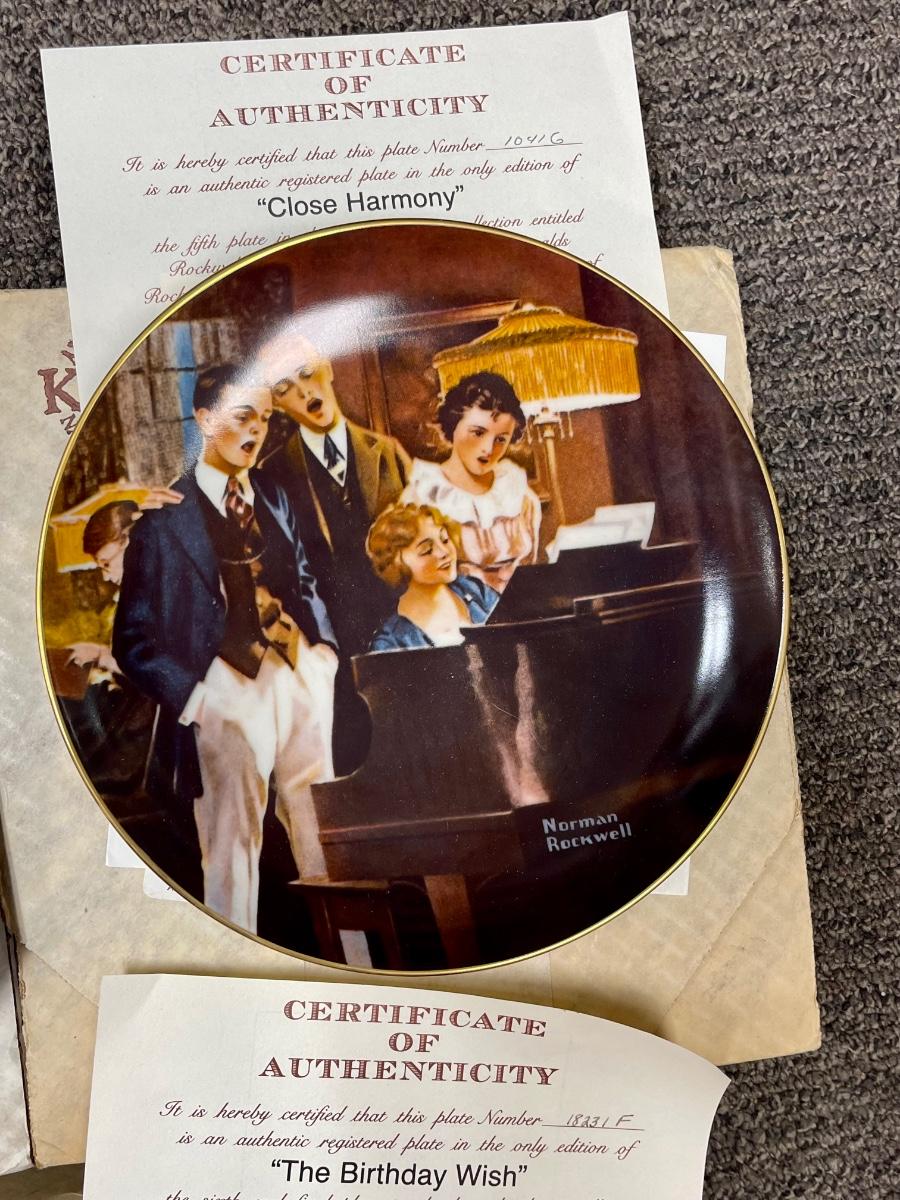 CERTIFICATE
OF
AUTHENTICITY
It is hereby certified that this plate Number 10416
is an authentic registered plate in the only edition of
“Close Harmony”
the fifth plate in
entitled
K
Norman
Rockwell
CERTIFICATE
OF
AUTHENTICITY
It is hereby certified that this plate Number 18231 F
is an authentic registered plate in the only edition of
“The Birthday Wish”